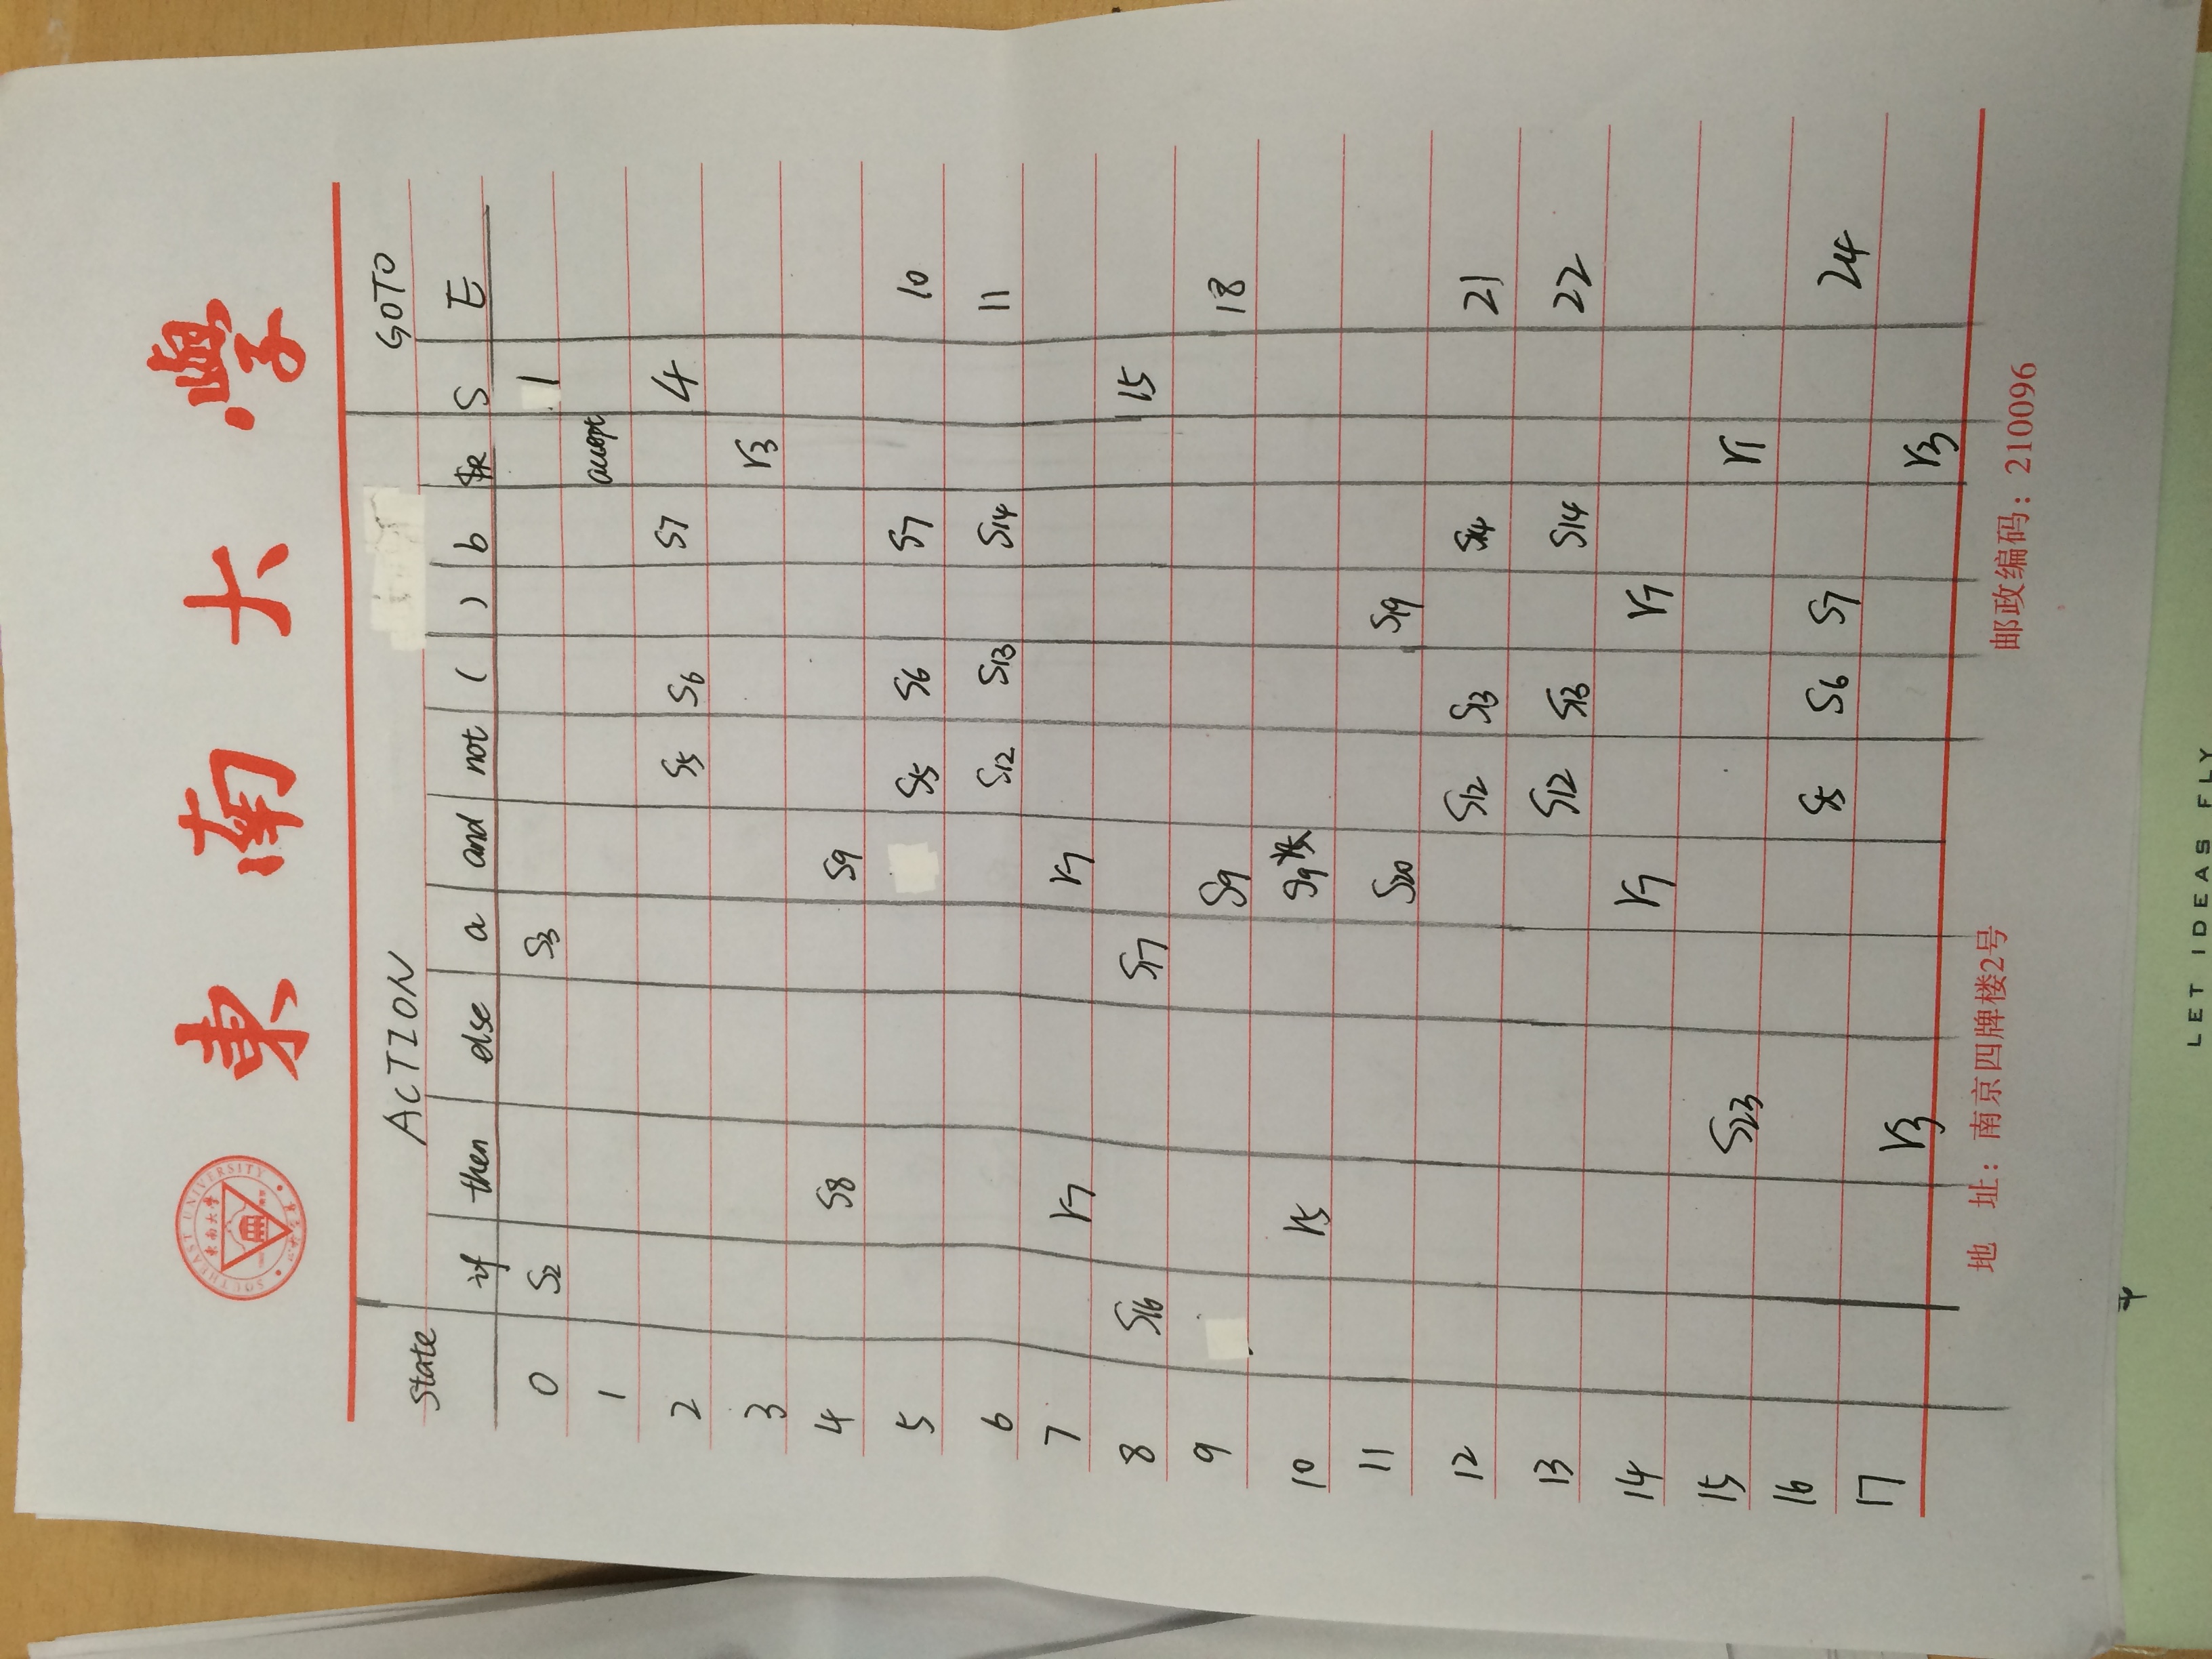 SOUTHEAST UNIVERSITY
東南大學
東南大學
State ACTION GOTO
if then else a and not ( ) b $R S E
0 S2 S3 1
1 accept
2 S5 S6 S7 4
3 r3
4 S8 S9
5 S5 S6 S7 10
6 S12 S13 S14 11
7 r7 r7
8 S16 S17 15
9 S9 18
10 r5 S9
11 S20 S19
12 S12 S13 S14 21
13 S12 S13 S14 22
14 r7 r7
15 S23 r1
16 S5 S6 S7 24
17 r3 r3
地 址：南京四牌楼2号 邮政编码：210096
LET IDEAS FLY